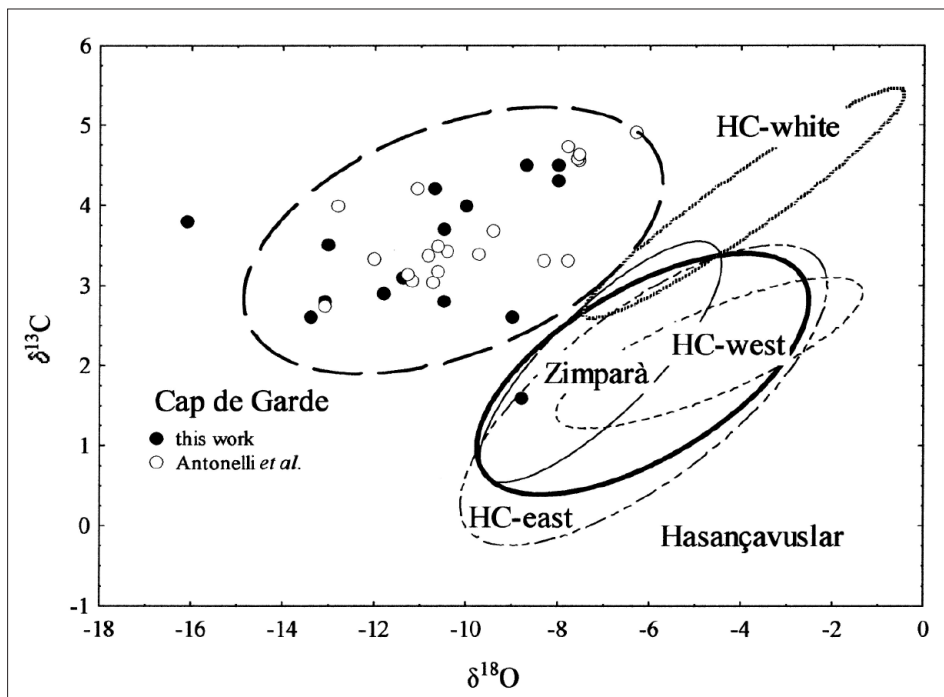 6
5
4
3
2
1
0
-1
δ¹³C
-18
-16
-14
-12
-10
-8
-6
-4
-2
0
δ¹⁸O
HC-white
HC-west
Zimparà
Cap de Garde
this work
Antonelli et al.
HC-east
Hasançavuslar